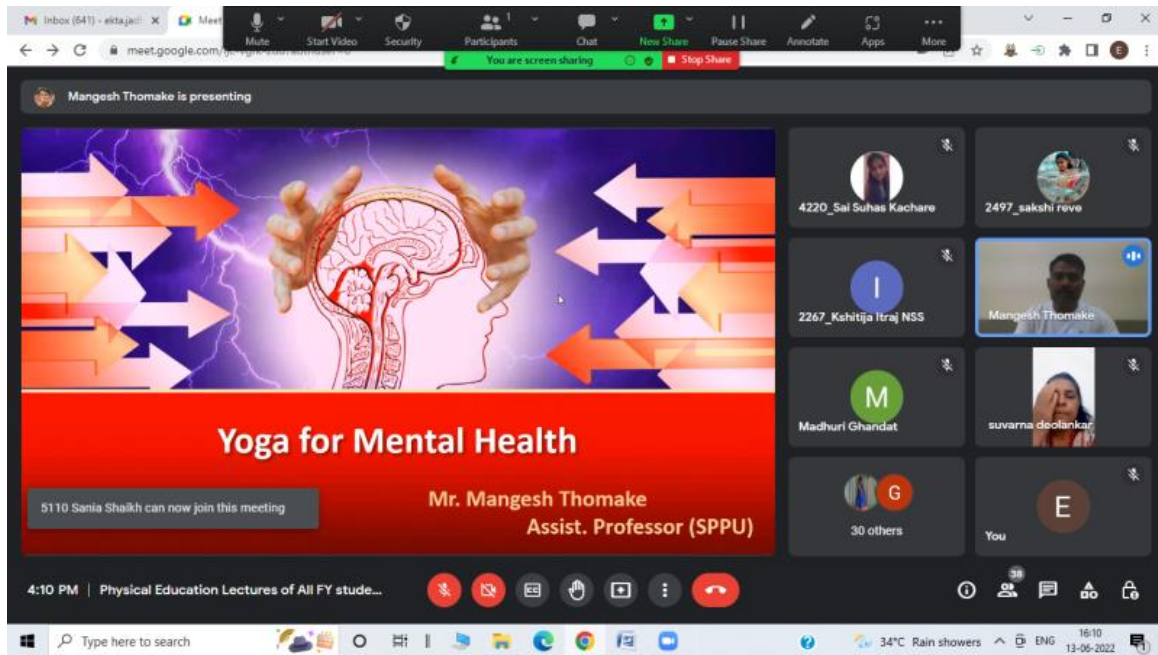 Inbox (641) - ekta.jadh
Meet
Mute
Start Video
Security
Participants
1
Chat
New Share
Pause Share
Annotate
Apps
More
meet.google.com/
You are screen sharing
Stop Share
E
Mangesh Thomake is presenting
4220_Sai Suhas Kachare
2497_sakshi reve
I
2267_Kshitija Itraj NSS
Mangesh Thomake
M
Madhuri Ghandat
suvarna deolankar
G
30 others
E
You
Yoga for Mental Health
Mr. Mangesh Thomake
Assist. Professor (SPPU)
5110 Sania Shaikh can now join this meeting
4:10 PM | Physical Education Lectures of All FY stude...
38
Type here to search
34°C Rain showers
ENG
16:10
13-06-2022
1